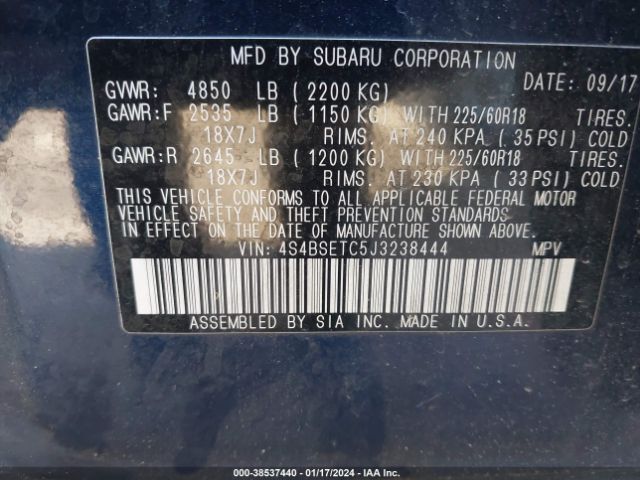 MFD BY SUBARU CORPORATION
GVWR: 4850 LB (2200 KG) DATE: 09/17
GAWR:F 2535 LB (1150 KG) WITH 225/60R18 TIRES.
18X7J RIMS. AT 240 KPA (35 PSI) COLD
GAWR:R 2645 LB (1200 KG) WITH 225/60R18 TIRES.
18X7J RIMS. AT 230 KPA (33 PSI) COLD
THIS VEHICLE CONFORMS TO ALL APPLICABLE FEDERAL MOTOR
VEHICLE SAFETY AND THEFT PREVENTION STANDARDS
IN EFFECT ON THE DATE OF MANUFACTURE SHOWN ABOVE.
VIN: 4S4BSETC5J3238444 MPV
ASSEMBLED BY SIA INC. MADE IN U.S.A.
000-38537440 - 01/17/2024 - IAA Inc.